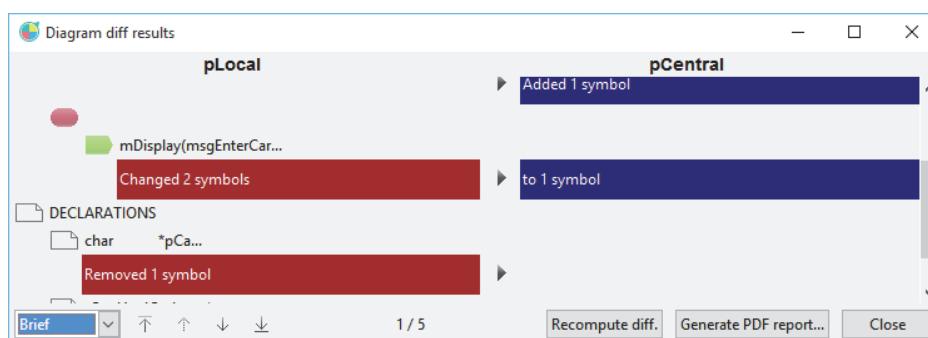 Diagram diff results
pLocal pCentral
Added 1 symbol
mDisplay(msgEnterCar...
Changed 2 symbols to 1 symbol
DECLARATIONS
char *pCa...
Removed 1 symbol
Brief 1 / 5 Recompute diff. Generate PDF report... Close